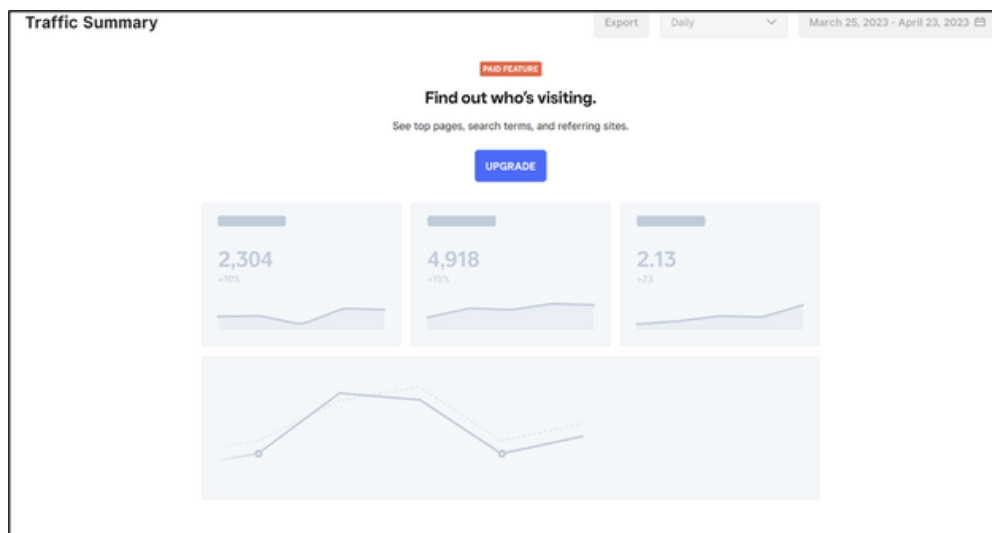 Traffic Summary
Export
Daily
March 25, 2023 - April 23, 2023
PAID FEATURE
Find out who's visiting.
See top pages, search terms, and referring sites.
UPGRADE
2,304
+10%
4,918
+15%
2.13
+23